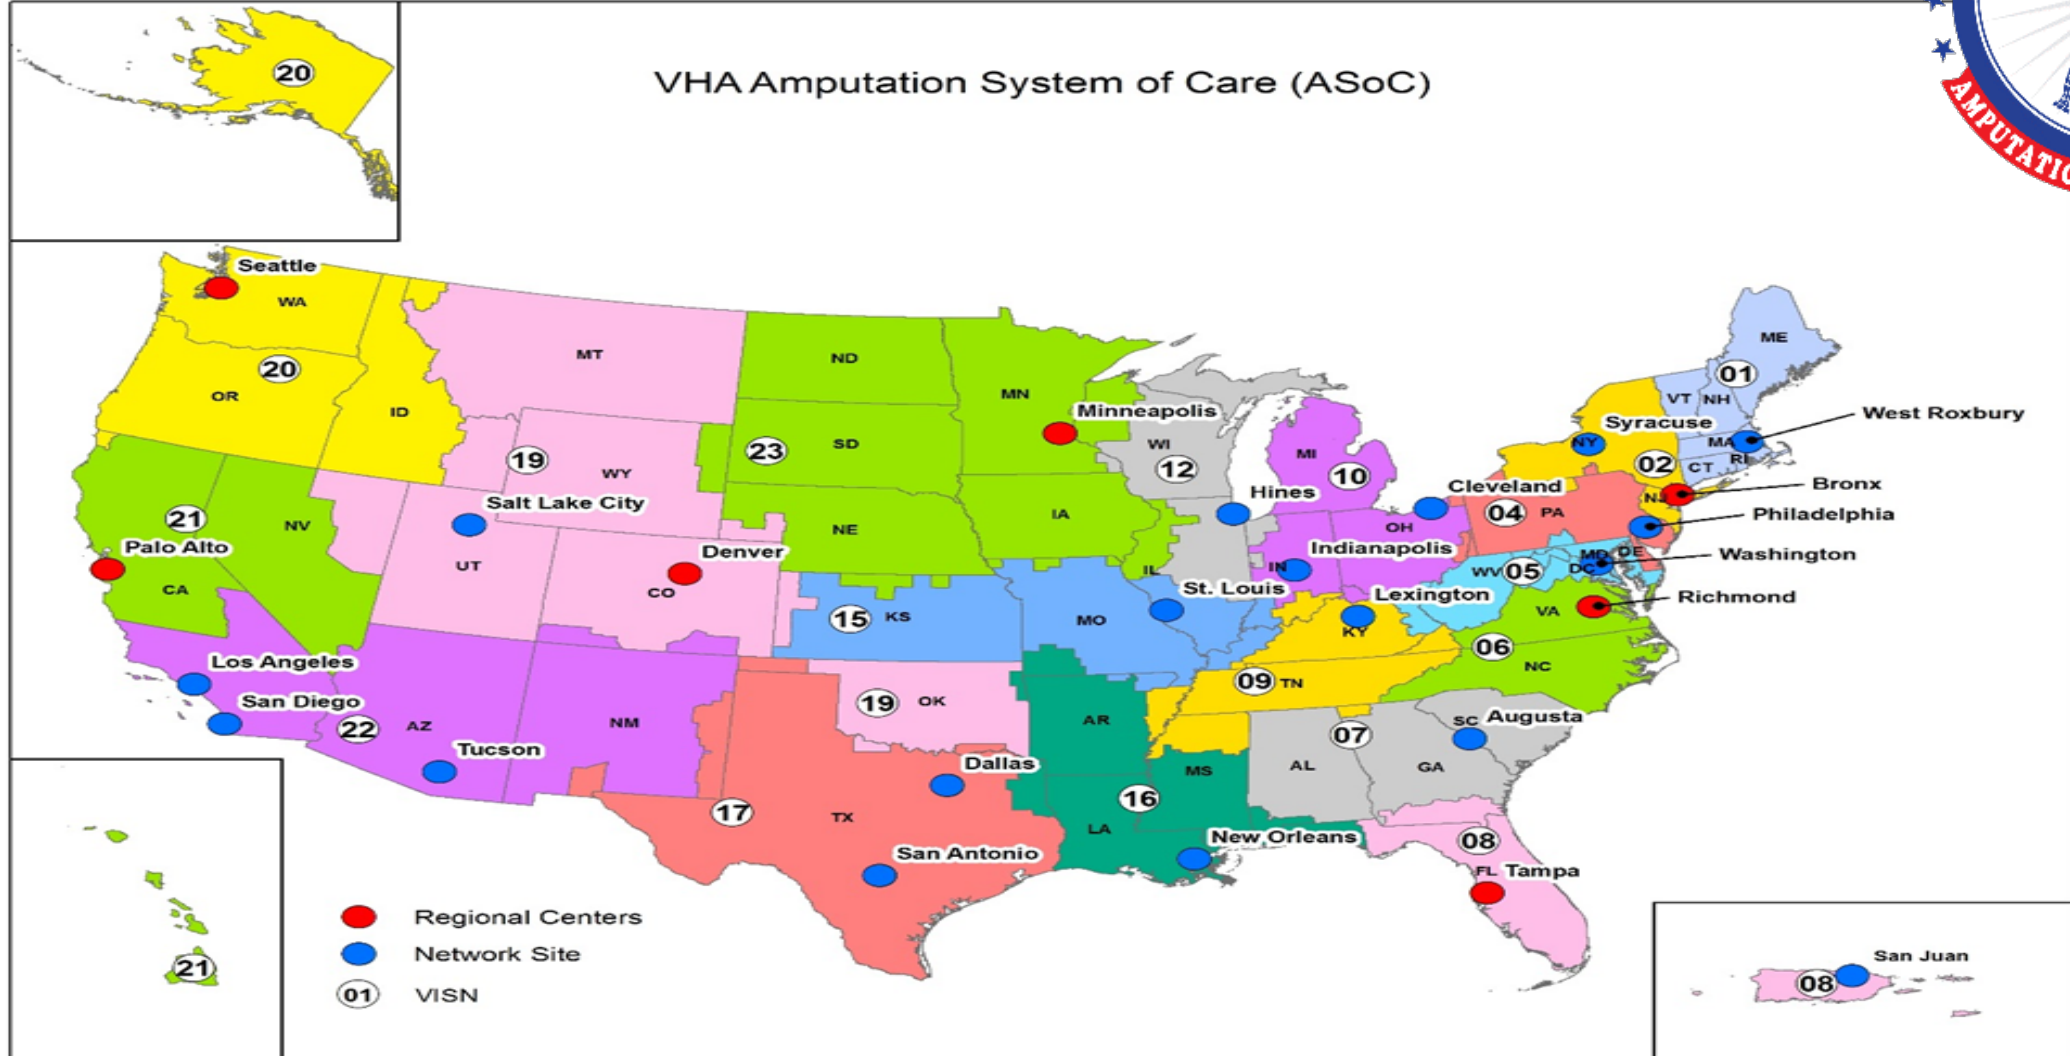 VHA Amputation System of Care (ASoC)
AMPUTATIO
20
Seattle
WA
20
OR
ID
MT
ND
MN
Minneapolis
SD
23
19
WY
Salt Lake City
NE
IA
WI
12
MI
10
Hines
Cleveland
ME
01
VT
NH
West Roxbury
Syracuse
NY
MA
RI
CT
02
NJ
Bronx
04
PA
Philadelphia
OH
Indianapolis
IN
MD
DE
DC
Washington
WV
05
Richmond
VA
21
NV
Palo Alto
CA
UT
Denver
CO
15
KS
MO
IL
St. Louis
Lexington
KY
06
NC
Los Angeles
San Diego
22
AZ
Tucson
NM
19
OK
AR
09
TN
SC
Augusta
07
AL
GA
MS
Dallas
17
TX
16
LA
New Orleans
San Antonio
08
FL
Tampa
21
Regional Centers
Network Site
01 VISN
San Juan
08